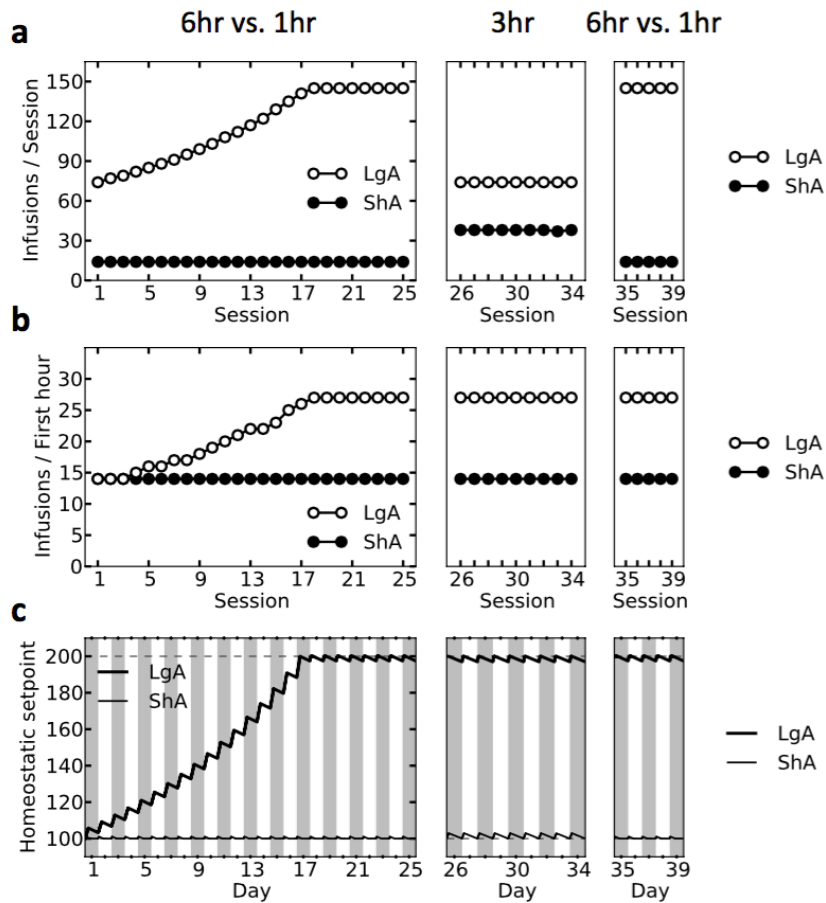 6hr vs. 1hr 3hr 6hr vs. 1hr
a
Infusions / Session
150
120
90
60
30
0
LgA
ShA
1 5 9 13 17 21 25
Session
26 30 34
Session
35 39
Session
LgA
ShA
b
Infusions / First hour
30
25
20
15
10
5
0
LgA
ShA
1 5 9 13 17 21 25
Session
26 30 34
Session
35 39
Session
LgA
ShA
c
Homeostatic setpoint
200
180
160
140
120
100
LgA
ShA
1 5 9 13 17 21 25
Day
26 30 34
Day
35 39
Day
LgA
ShA